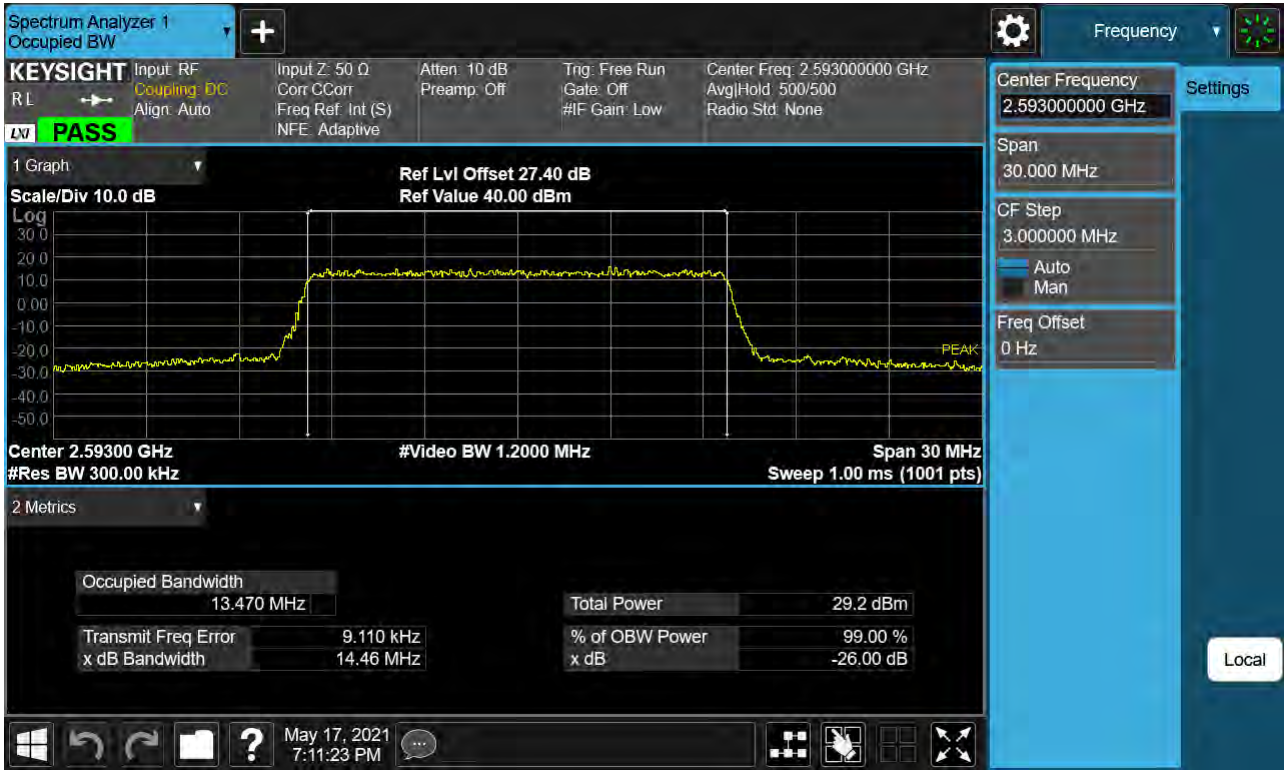 Spectrum Analyzer 1
Occupied BW
Frequency
KEYSIGHT
R L
LXI
PASS
Input: RF
Coupling: DC
Align: Auto
Input Z: 50 Ω
Corr CCorr
Freq Ref: Int (S)
NFE: Adaptive
Atten: 10 dB
Preamp: Off
Trig: Free Run
Gate: Off
#IF Gain: Low
Center Freq: 2.593000000 GHz
Avg|Hold: 500/500
Radio Std: None
Center Frequency
2.593000000 GHz
Settings
Span
30.000 MHz
CF Step
3.000000 MHz
Auto
Man
Freq Offset
0 Hz
Local
1 Graph
Scale/Div 10.0 dB
Ref Lvl Offset 27.40 dB
Ref Value 40.00 dBm
Log
30.0
20.0
10.0
0.00
-10.0
-20.0
-30.0
-40.0
-50.0
PEAK
Center 2.59300 GHz
#Video BW 1.2000 MHz
Span 30 MHz
#Res BW 300.00 kHz
Sweep 1.00 ms (1001 pts)
2 Metrics
Occupied Bandwidth
13.470 MHz
Total Power 29.2 dBm
Transmit Freq Error 9.110 kHz
% of OBW Power 99.00 %
x dB Bandwidth 14.46 MHz
x dB -26.00 dB
?
May 17, 2021
7:11:23 PM